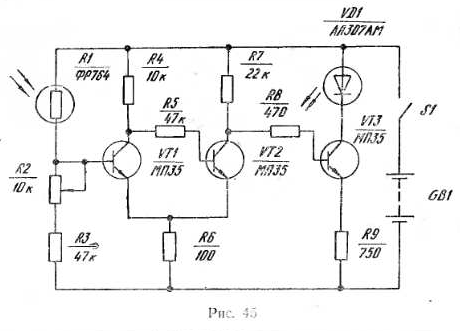 R1
ФР764
R4
10к
R5
47к
R7
22к
R8
470
VD1
АЛ307АМ
S1
VT1
МП35
VT2
МП35
VT3
МП35
R2
10к
R3
47к
R6
100
R9
750
GB1
Рис. 45